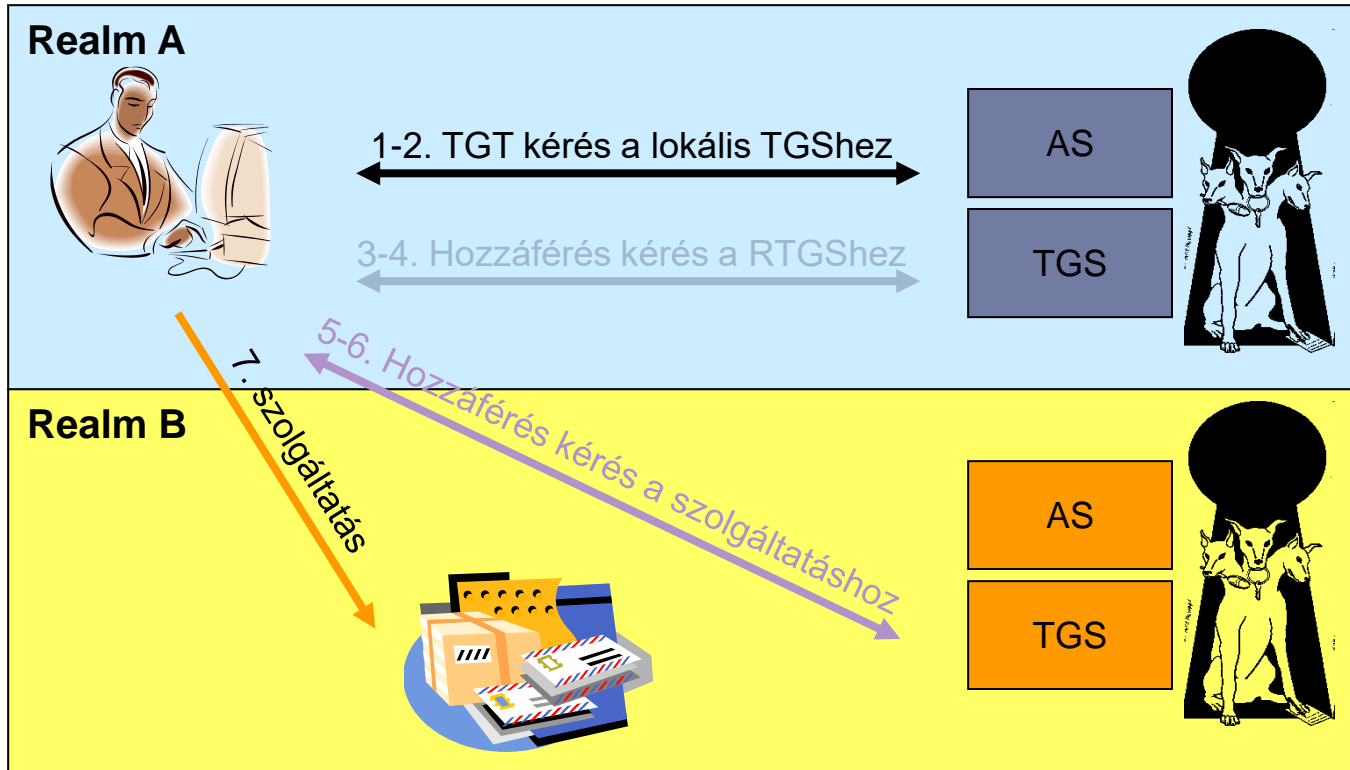 Realm A
1-2. TGT kérés a lokális TGShez
AS
3-4. Hozzáférés kérés a RTGShez
TGS
5-6. Hozzáférés kérés a szolgáltatáshoz
7. szolgáltatás
Realm B
AS
TGS